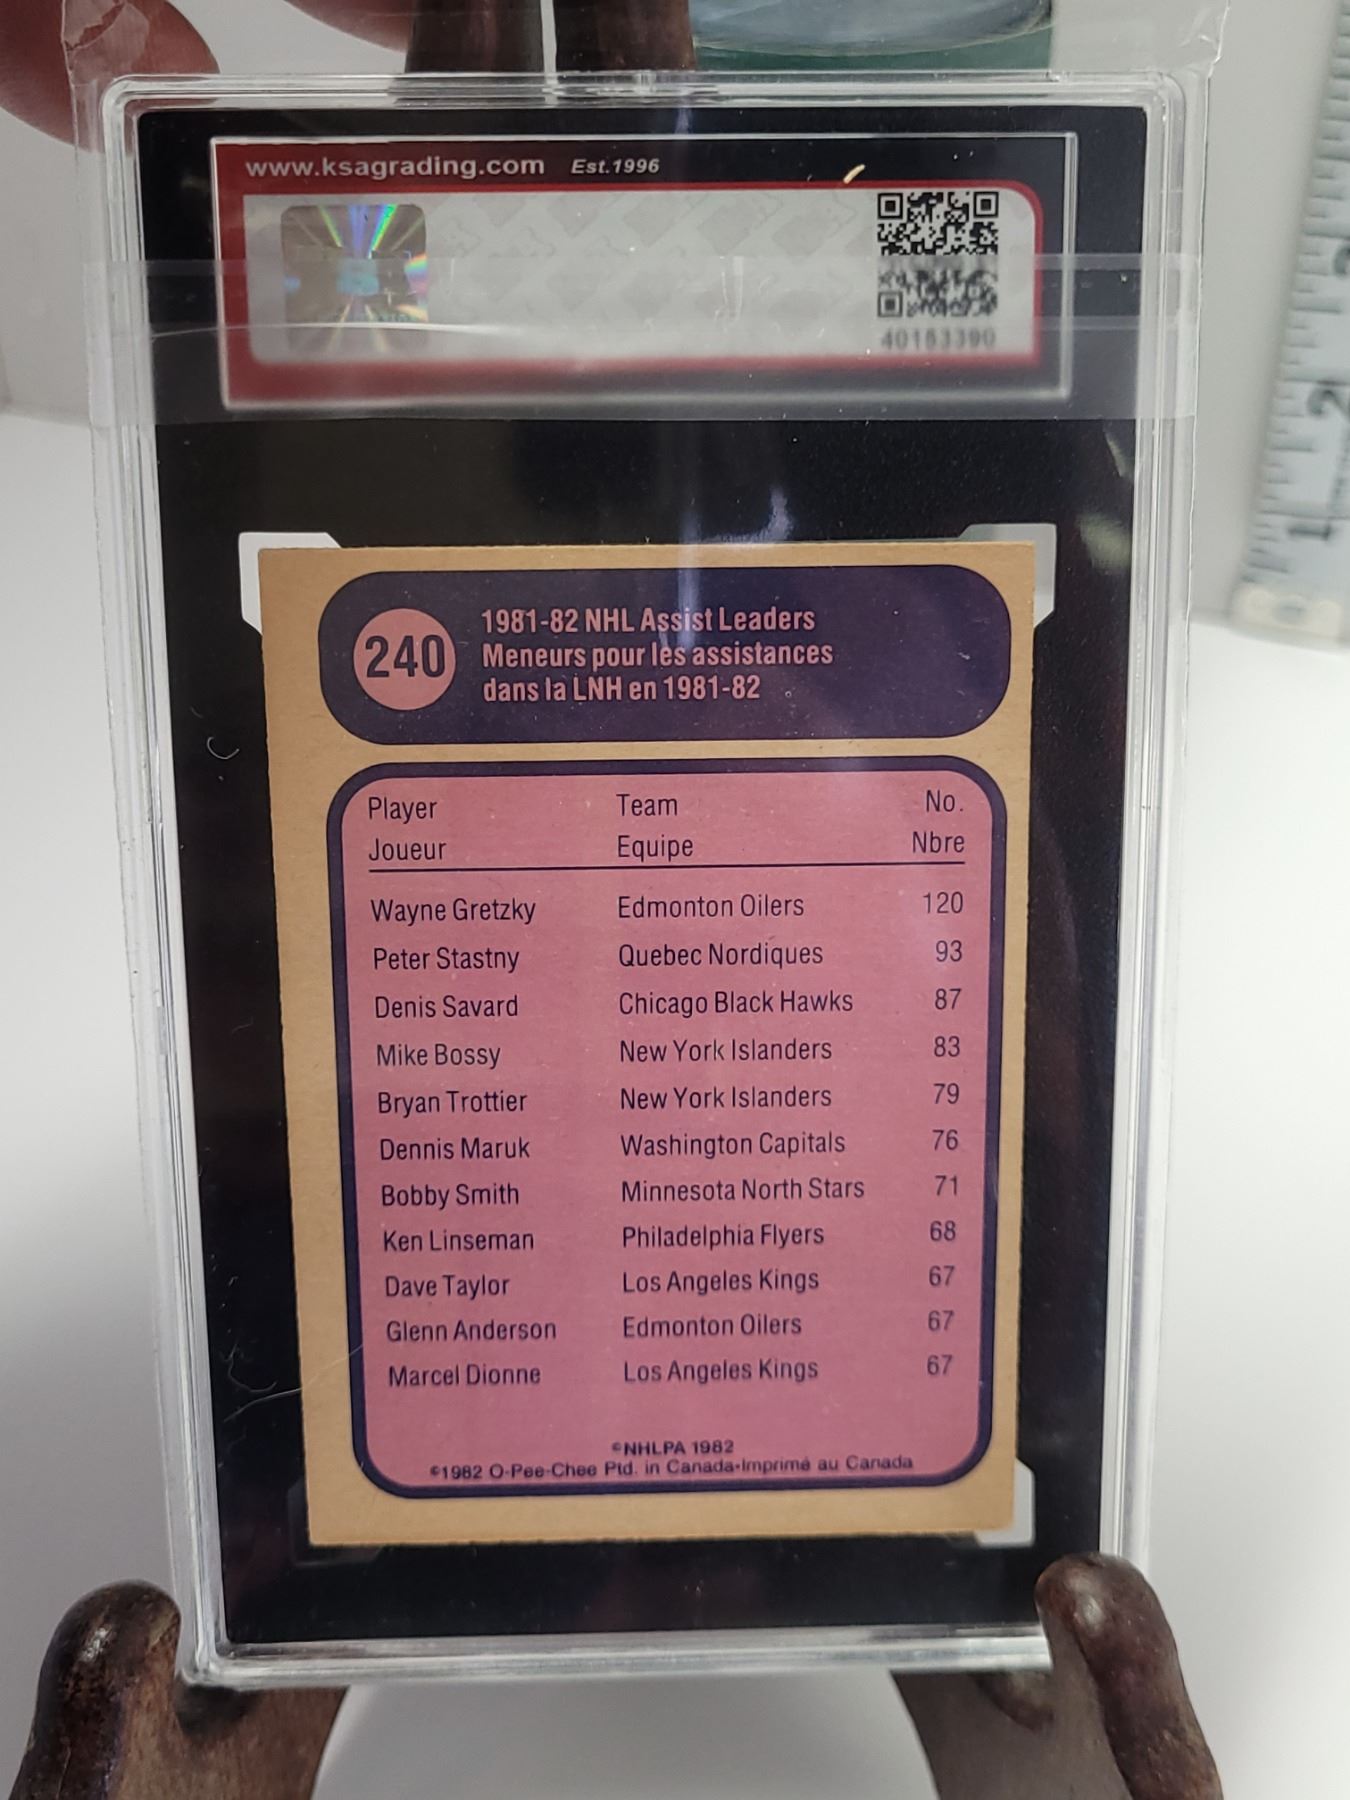 www.ksagrading.com Est.1996
40153390
240
1981-82 NHL Assist Leaders
Meneurs pour les assistances
dans la LNH en 1981-82
Player Team No.
Joueur Equipe Nbre
Wayne Gretzky Edmonton Oilers 120
Peter Stastny Quebec Nordiques 93
Denis Savard Chicago Black Hawks 87
Mike Bossy New York Islanders 83
Bryan Trottier New York Islanders 79
Dennis Maruk Washington Capitals 76
Bobby Smith Minnesota North Stars 71
Ken Linseman Philadelphia Flyers 68
Dave Taylor Los Angeles Kings 67
Glenn Anderson Edmonton Oilers 67
Marcel Dionne Los Angeles Kings 67
©NHLPA 1982
©1982 O-Pee-Chee Ptd. in Canada-Imprimé au Canada
2
1